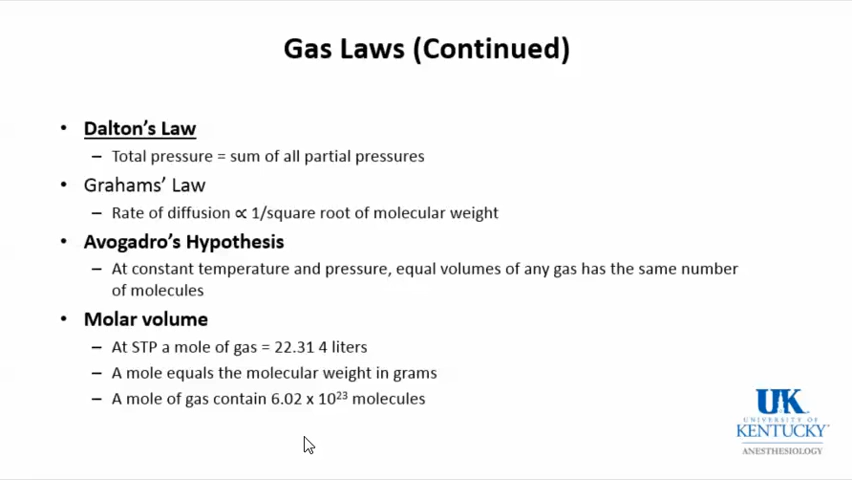 Gas Laws (Continued)
• Dalton's Law
– Total pressure = sum of all partial pressures
• Grahams' Law
– Rate of diffusion ∝ 1/square root of molecular weight
• Avogadro's Hypothesis
– At constant temperature and pressure, equal volumes of any gas has the same number
of molecules
• Molar volume
– At STP a mole of gas = 22.31 4 liters
– A mole equals the molecular weight in grams
– A mole of gas contain 6.02 x 10²³ molecules
UK
UNIVERSITY OF
KENTUCKY
ANESTHESIOLOGY